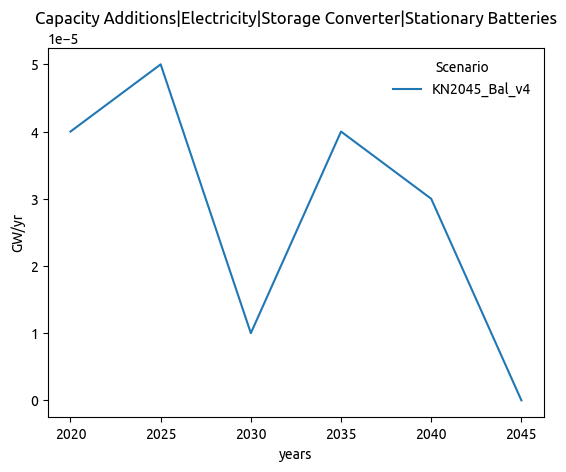 Capacity Additions|Electricity|Storage Converter|Stationary Batteries
1e−5
Scenario
KN2045_Bal_v4
5
4
3
2
1
0
GW/yr
2020 2025 2030 2035 2040 2045
years